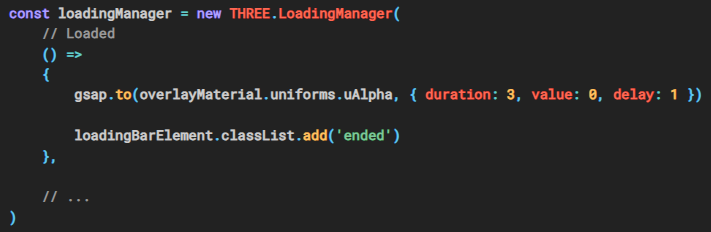 const loadingManager = new THREE.LoadingManager(
    // Loaded
    () =>
    {
        gsap.to(overlayMaterial.uniforms.uAlpha, { duration: 3, value: 0, delay: 1 })

        loadingBarElement.classList.add('ended')
    },

    // ...
)